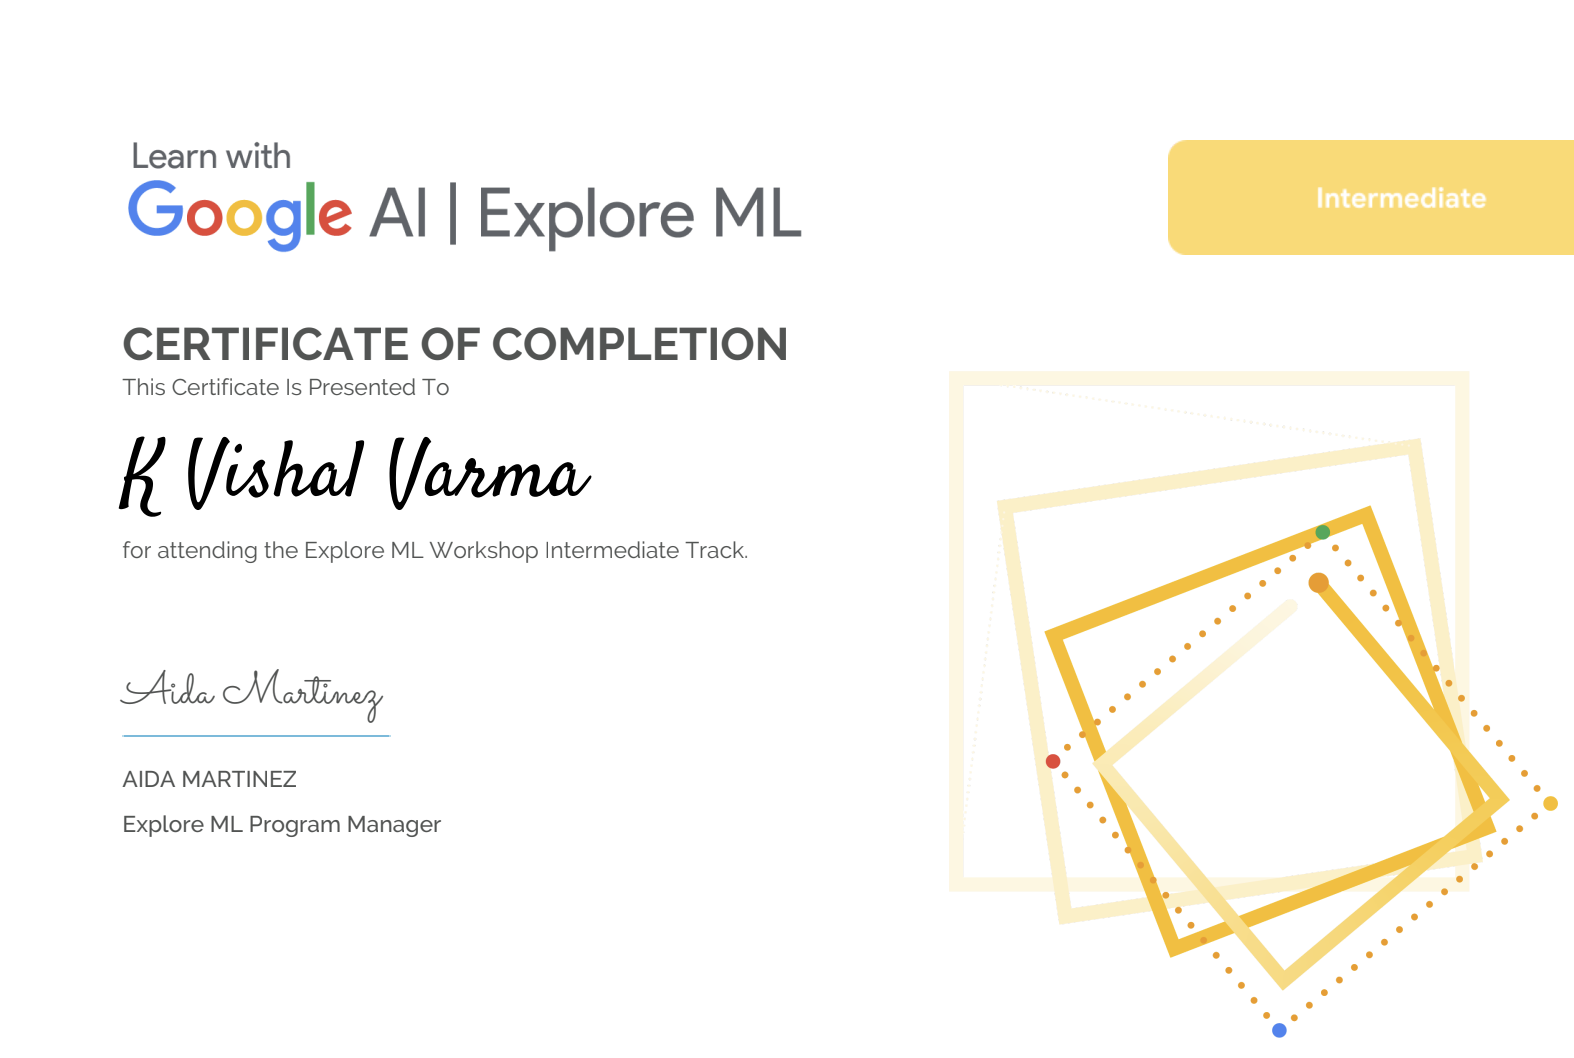 Learn with
Google AI | Explore ML
Intermediate
CERTIFICATE OF COMPLETION
This Certificate Is Presented To
K Vishal Varma
for attending the Explore ML Workshop Intermediate Track.
Aida Martinez
AIDA MARTINEZ
Explore ML Program Manager